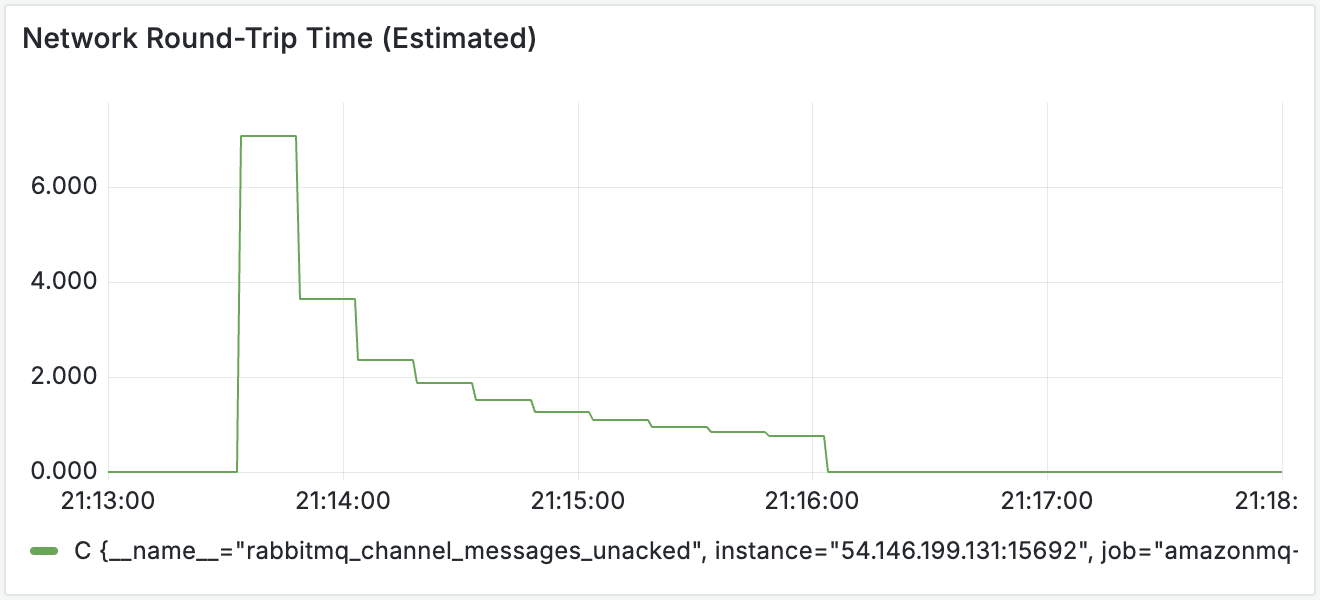 Network Round-Trip Time (Estimated)
6.000
4.000
2.000
0.000
21:13:00 21:14:00 21:15:00 21:16:00 21:17:00 21:18:
C {__name__="rabbitmq_channel_messages_unacked", instance="54.146.199.131:15692", job="amazonmq-